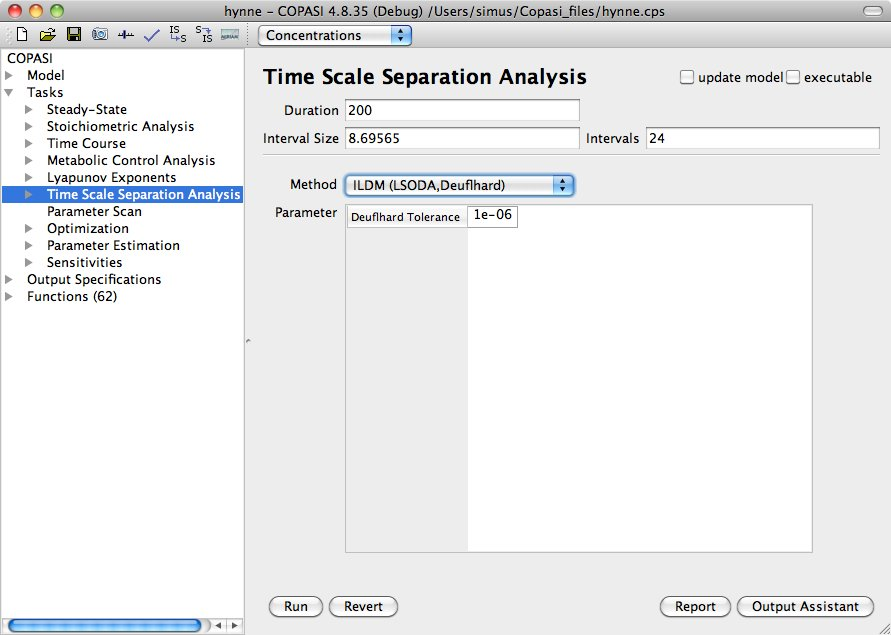 hynne - COPASI 4.8.35 (Debug) /Users/simus/Copasi_files/hynne.cps
Concentrations
COPASI
Model
Tasks
Steady-State
Stoichiometric Analysis
Time Course
Metabolic Control Analysis
Lyapunov Exponents
Time Scale Separation Analysis
Parameter Scan
Optimization
Parameter Estimation
Sensitivities
Output Specifications
Functions (62)
Time Scale Separation Analysis
update model executable
Duration 200
Interval Size 8.69565 Intervals 24
Method ILDM (LSODA,Deuflhard)
Parameter Deuflhard Tolerance 1e-06
Run Revert Report Output Assistant